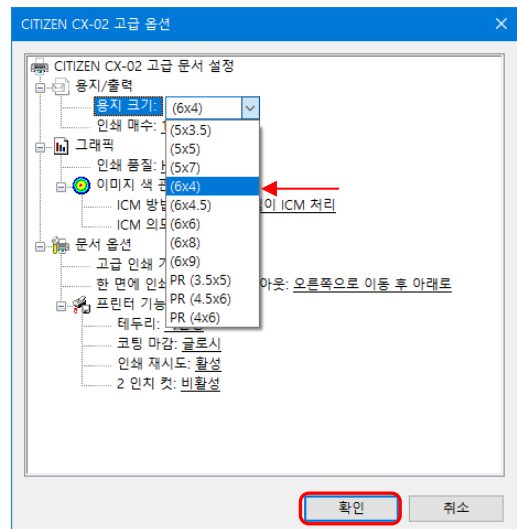 CITIZEN CX-02 고급 옵션
CITIZEN CX-02 고급 문서 설정
용지/출력
용지 크기: (6x4)
인쇄 매수:
(5x3.5)
(5x5)
(5x7)
(6x4)
(6x4.5)
(6x6)
(6x8)
(6x9)
PR (3.5x5)
PR (4.5x6)
PR (4x6)
그래픽
인쇄 품질:
이미지 색
ICM 방법 ICM 처리
ICM
문서 옵션
고급 인쇄
한 면에 오른쪽으로 이동 후 아래로
프린터 기능
테두리:
코팅 마감: 글로시
인쇄 재시도: 활성
2 인치 컷: 비활성
확인
취소